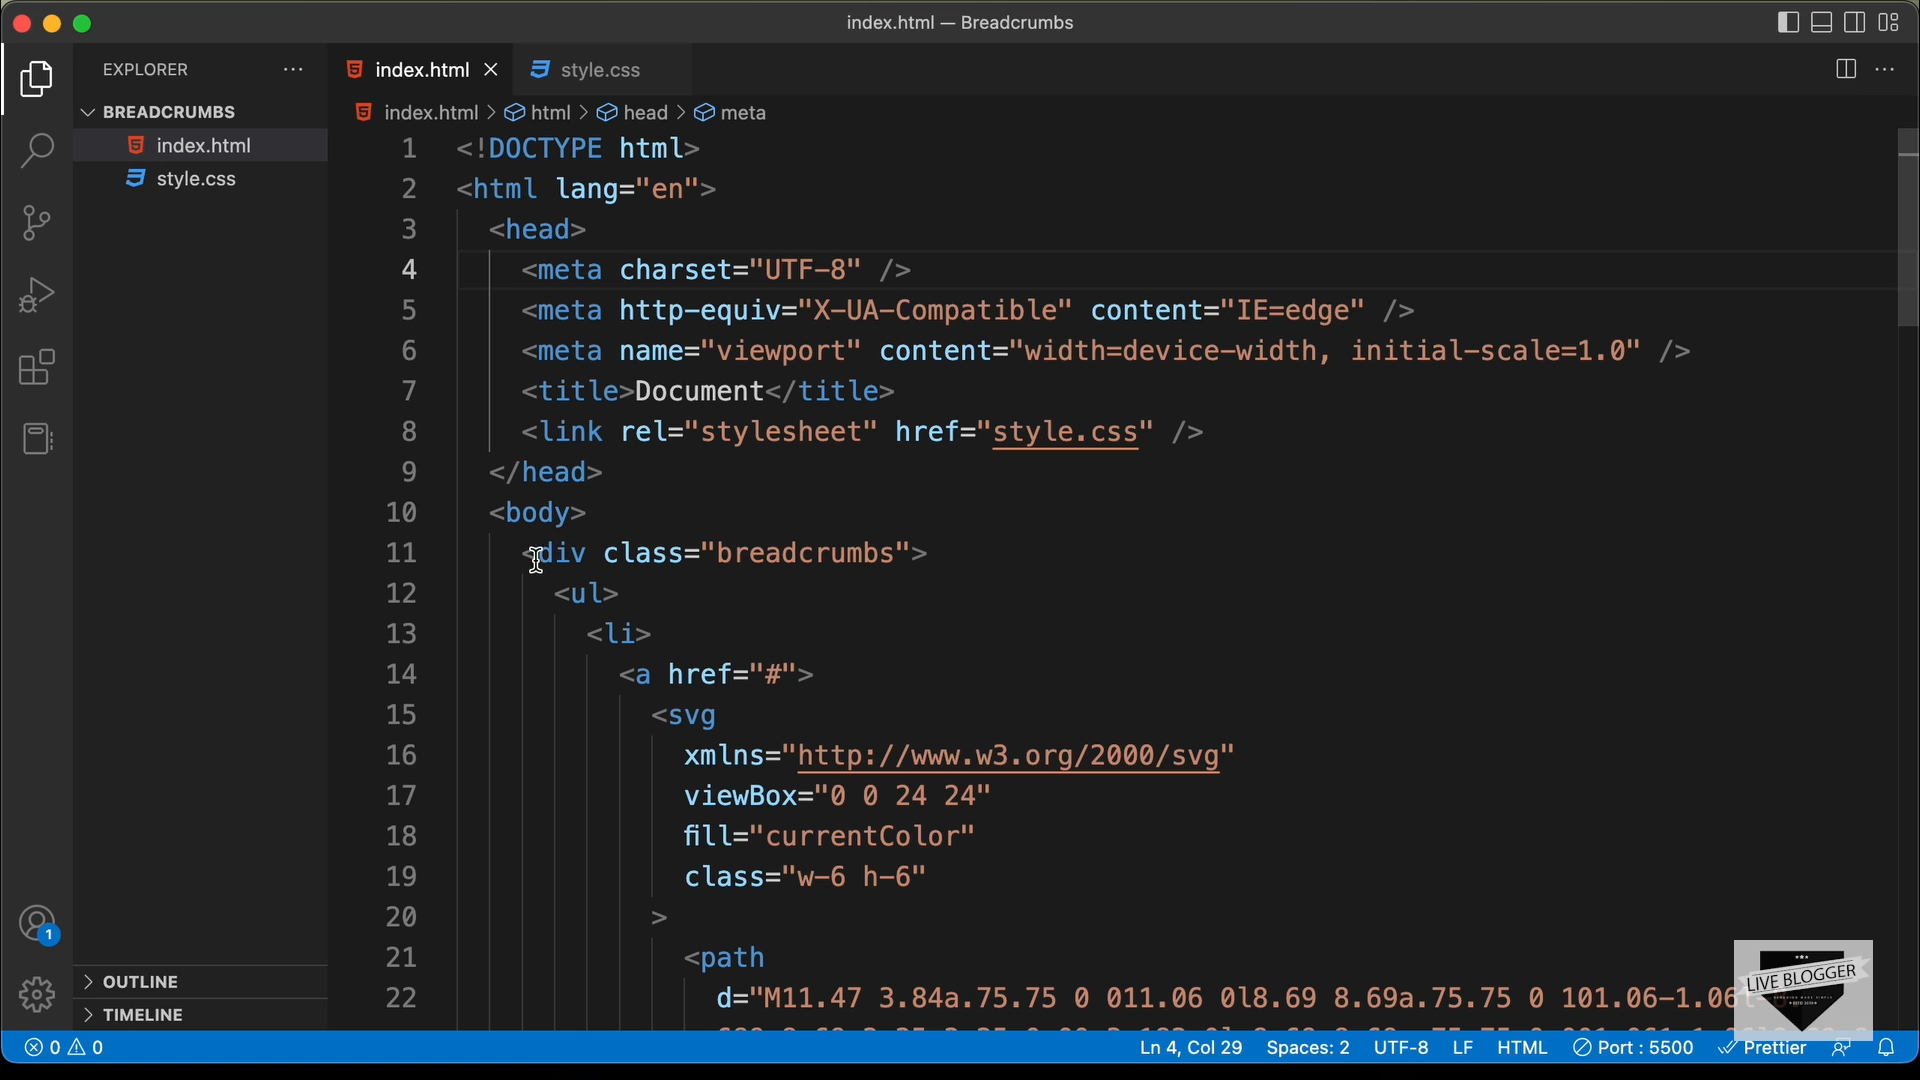 index.html — Breadcrumbs
EXPLORER
BREADCRUMBS
index.html
style.css
OUTLINE
TIMELINE
index.html
style.css
index.html > html > head > meta
1 <!DOCTYPE html>
2 <html lang="en">
3 <head>
4 <meta charset="UTF-8" />
5 <meta http-equiv="X-UA-Compatible" content="IE=edge" />
6 <meta name="viewport" content="width=device-width, initial-scale=1.0" />
7 <title>Document</title>
8 <link rel="stylesheet" href="style.css" />
9 </head>
10 <body>
11 <div class="breadcrumbs">
12 <ul>
13 <li>
14 <a href="#">
15 <svg
16 xmlns="http://www.w3.org/2000/svg"
17 viewBox="0 0 24 24"
18 fill="currentColor"
19 class="w-6 h-6"
20 >
21 <path
22 d="M11.47 3.84a.75.75 0 011.06 0l8.69 8.69a.75.75 0 101.06-1.06l
LIVE BLOGGER
1
0 0 Ln 4, Col 29 Spaces: 2 UTF-8 LF HTML Port : 5500 Prettier